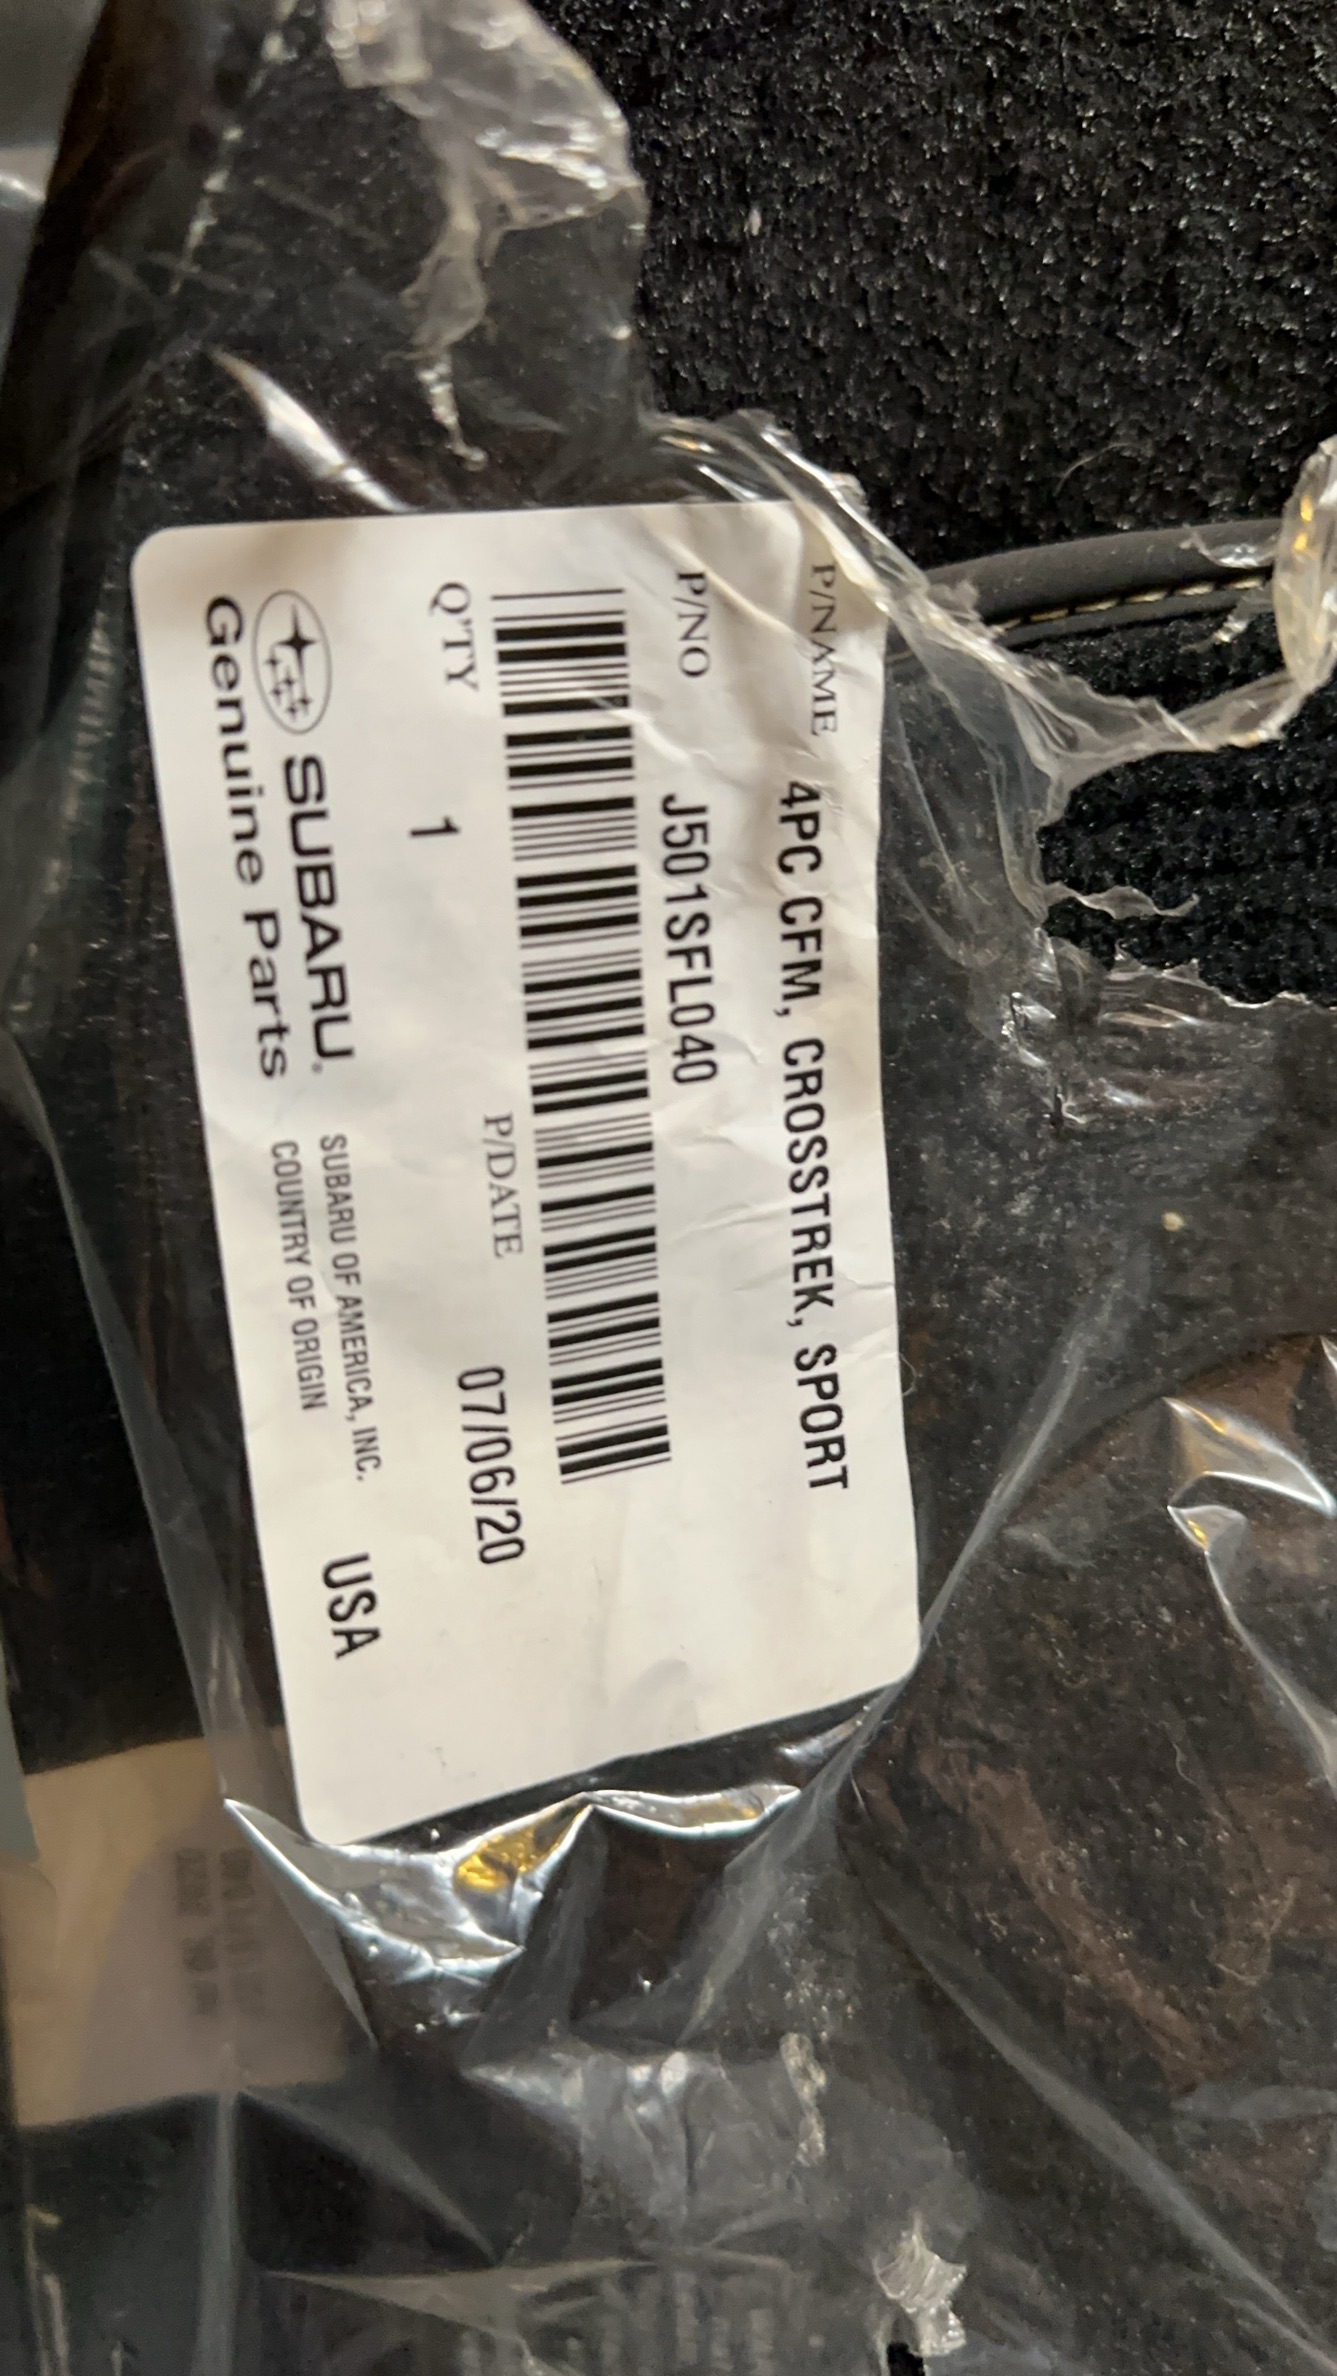 P/NAME 4PC CFM, CROSSTREK, SPORT
P/NO J501SFL040
Q'TY 1 P/DATE 07/06/20
SUBARU® SUBARU OF AMERICA, INC.
Genuine Parts COUNTRY OF ORIGIN USA